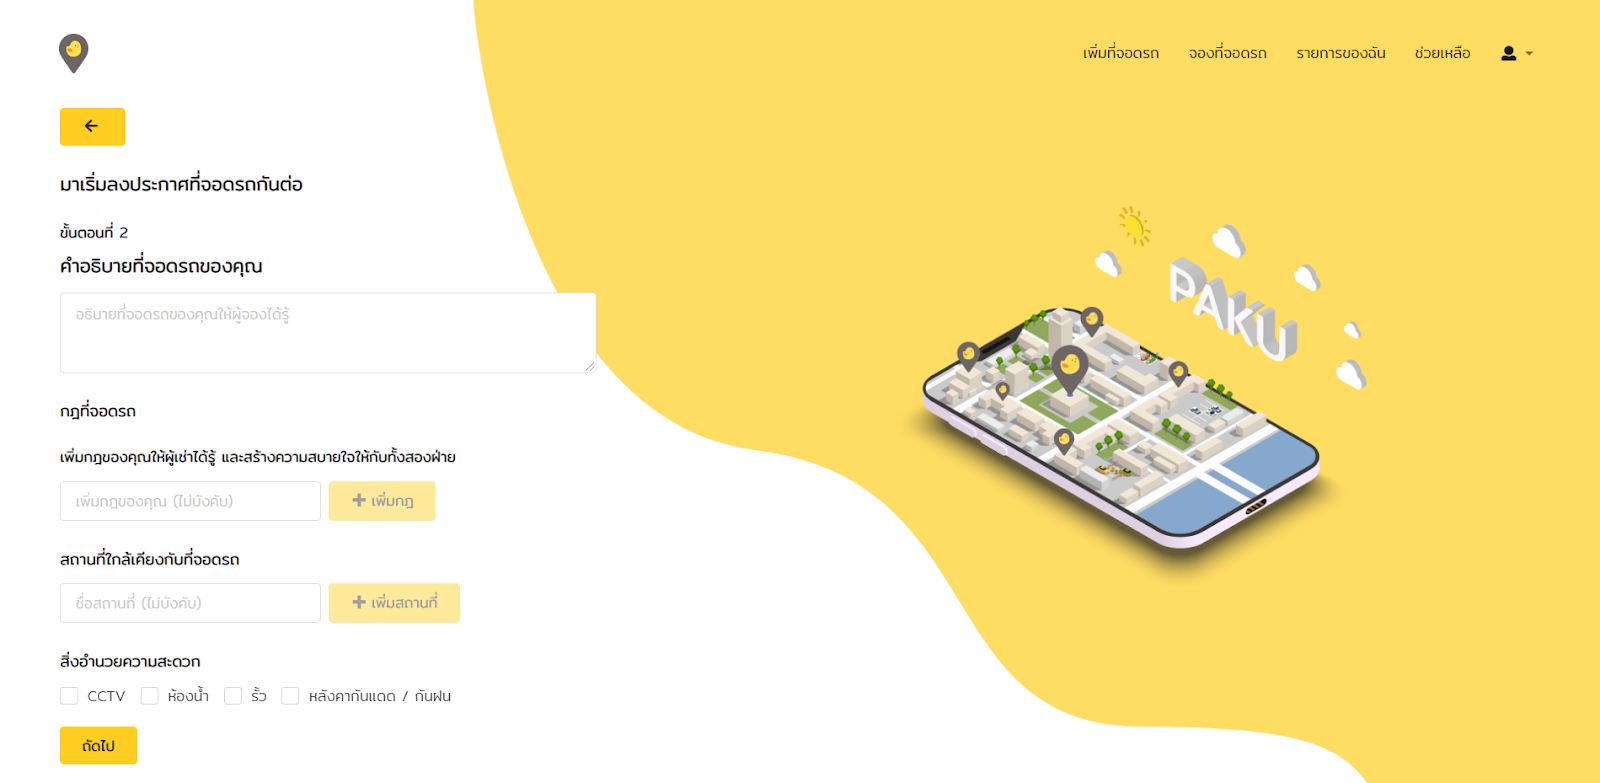 เพิ่มที่จอดรถ จองที่จอดรถ รายการของฉัน ช่วยเหลือ
มาเริ่มลงประกาศที่จอดรถกันต่อ
ขั้นตอนที่ 2
คำอธิบายที่จอดรถของคุณ
อธิบายที่จอดรถของคุณให้ผู้จองได้รู้
กฎที่จอดรถ
เพิ่มกฎของคุณให้ผู้เช่าได้รู้ และสร้างความสบายใจให้กับทั้งสองฝ่าย
เพิ่มกฎของคุณ (ไม่บังคับ) เพิ่มกฎ
สถานที่ใกล้เคียงกับที่จอดรถ
ชื่อสถานที่ (ไม่บังคับ) เพิ่มสถานที่
สิ่งอำนวยความสะดวก
CCTV ห้องน้ำ รั้ว หลังคากันแดด / กันฝน
ถัดไป
PAKU